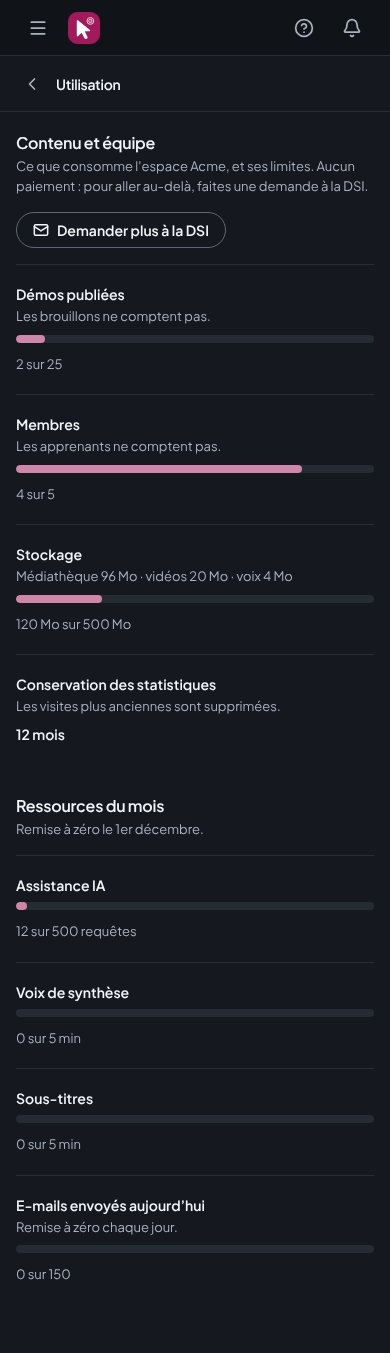 Utilisation
Contenu et équipe
Ce que consomme l'espace Acme, et ses limites. Aucun
paiement : pour aller au-delà, faites une demande à la DSI.
Demander plus à la DSI
Démos publiées
Les brouillons ne comptent pas.
2 sur 25
Membres
Les apprenants ne comptent pas.
4 sur 5
Stockage
Médiathèque 96 Mo · vidéos 20 Mo · voix 4 Mo
120 Mo sur 500 Mo
Conservation des statistiques
Les visites plus anciennes sont supprimées.
12 mois
Ressources du mois
Remise à zéro le 1er décembre.
Assistance IA
12 sur 500 requêtes
Voix de synthèse
0 sur 5 min
Sous-titres
0 sur 5 min
E-mails envoyés aujourd'hui
Remise à zéro chaque jour.
0 sur 150